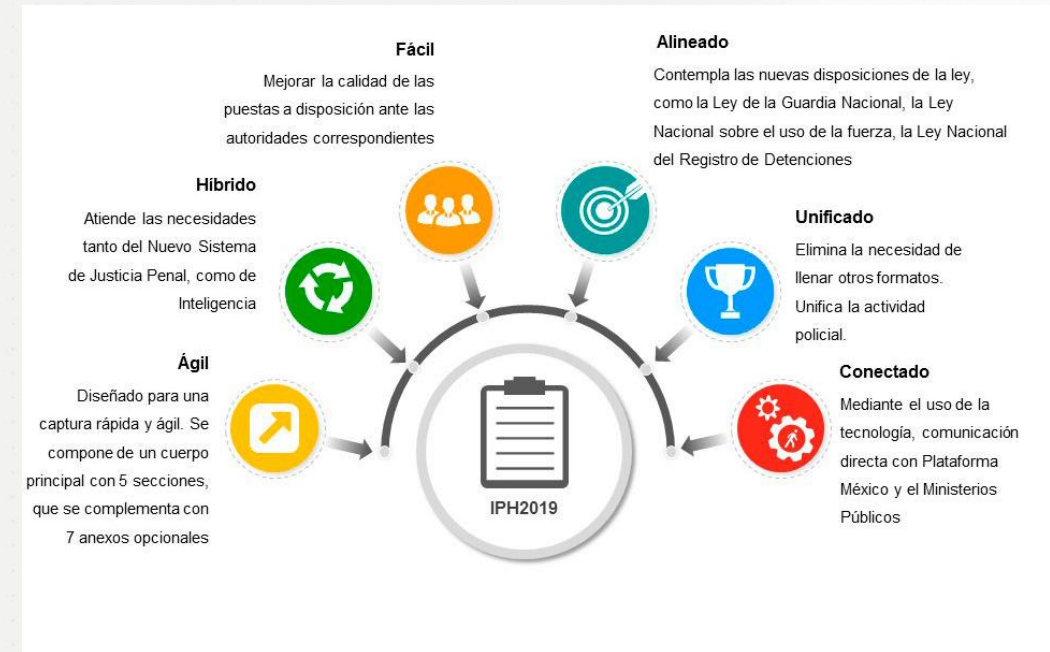 Fácil
Mejorar la calidad de las
puestas a disposición ante las
autoridades correspondientes
Alineado
Contempla las nuevas disposiciones de la ley,
como la Ley de la Guardia Nacional, la Ley
Nacional sobre el uso de la fuerza, la Ley Nacional
del Registro de Detenciones
Híbrido
Atiende las necesidades
tanto del Nuevo Sistema
de Justicia Penal, como de
Inteligencia
Unificado
Elimina la necesidad de
llenar otros formatos.
Unifica la actividad
policial.
Ágil
Diseñado para una
captura rápida y ágil. Se
compone de un cuerpo
principal con 5 secciones,
que se complementa con
7 anexos opcionales
Conectado
Mediante el uso de la
tecnología, comunicación
directa con Plataforma
México y el Ministerios
Públicos
IPH2019